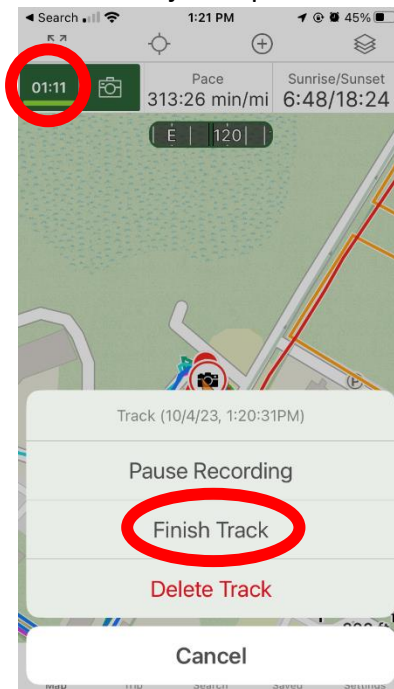 Search 1:21 PM 45%
01:11
Pace
313:26 min/mi
Sunrise/Sunset
6:48/18:24
E 120
P
Track (10/4/23, 1:20:31PM)
Pause Recording
Finish Track
Delete Track
Cancel
Map Trip Search Saved Settings